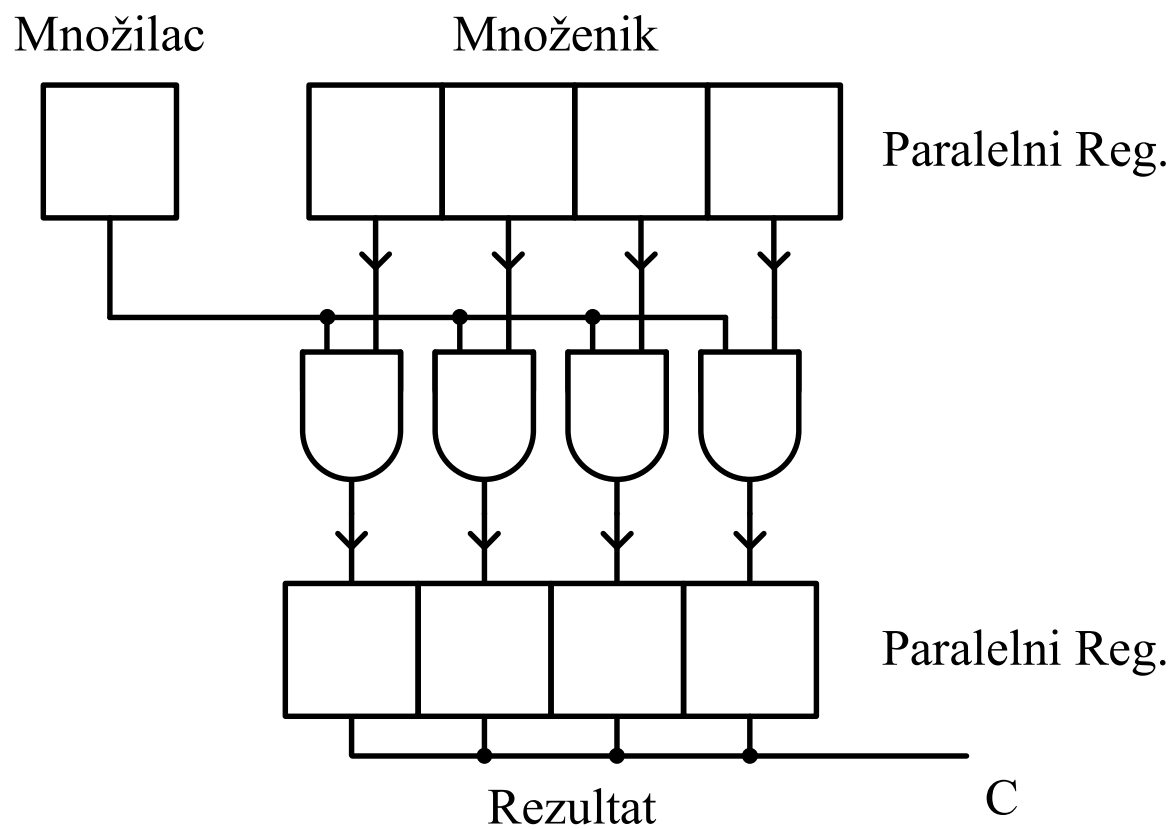 Množilac
Množenik
Paralelni Reg.
Paralelni Reg.
Rezultat
C